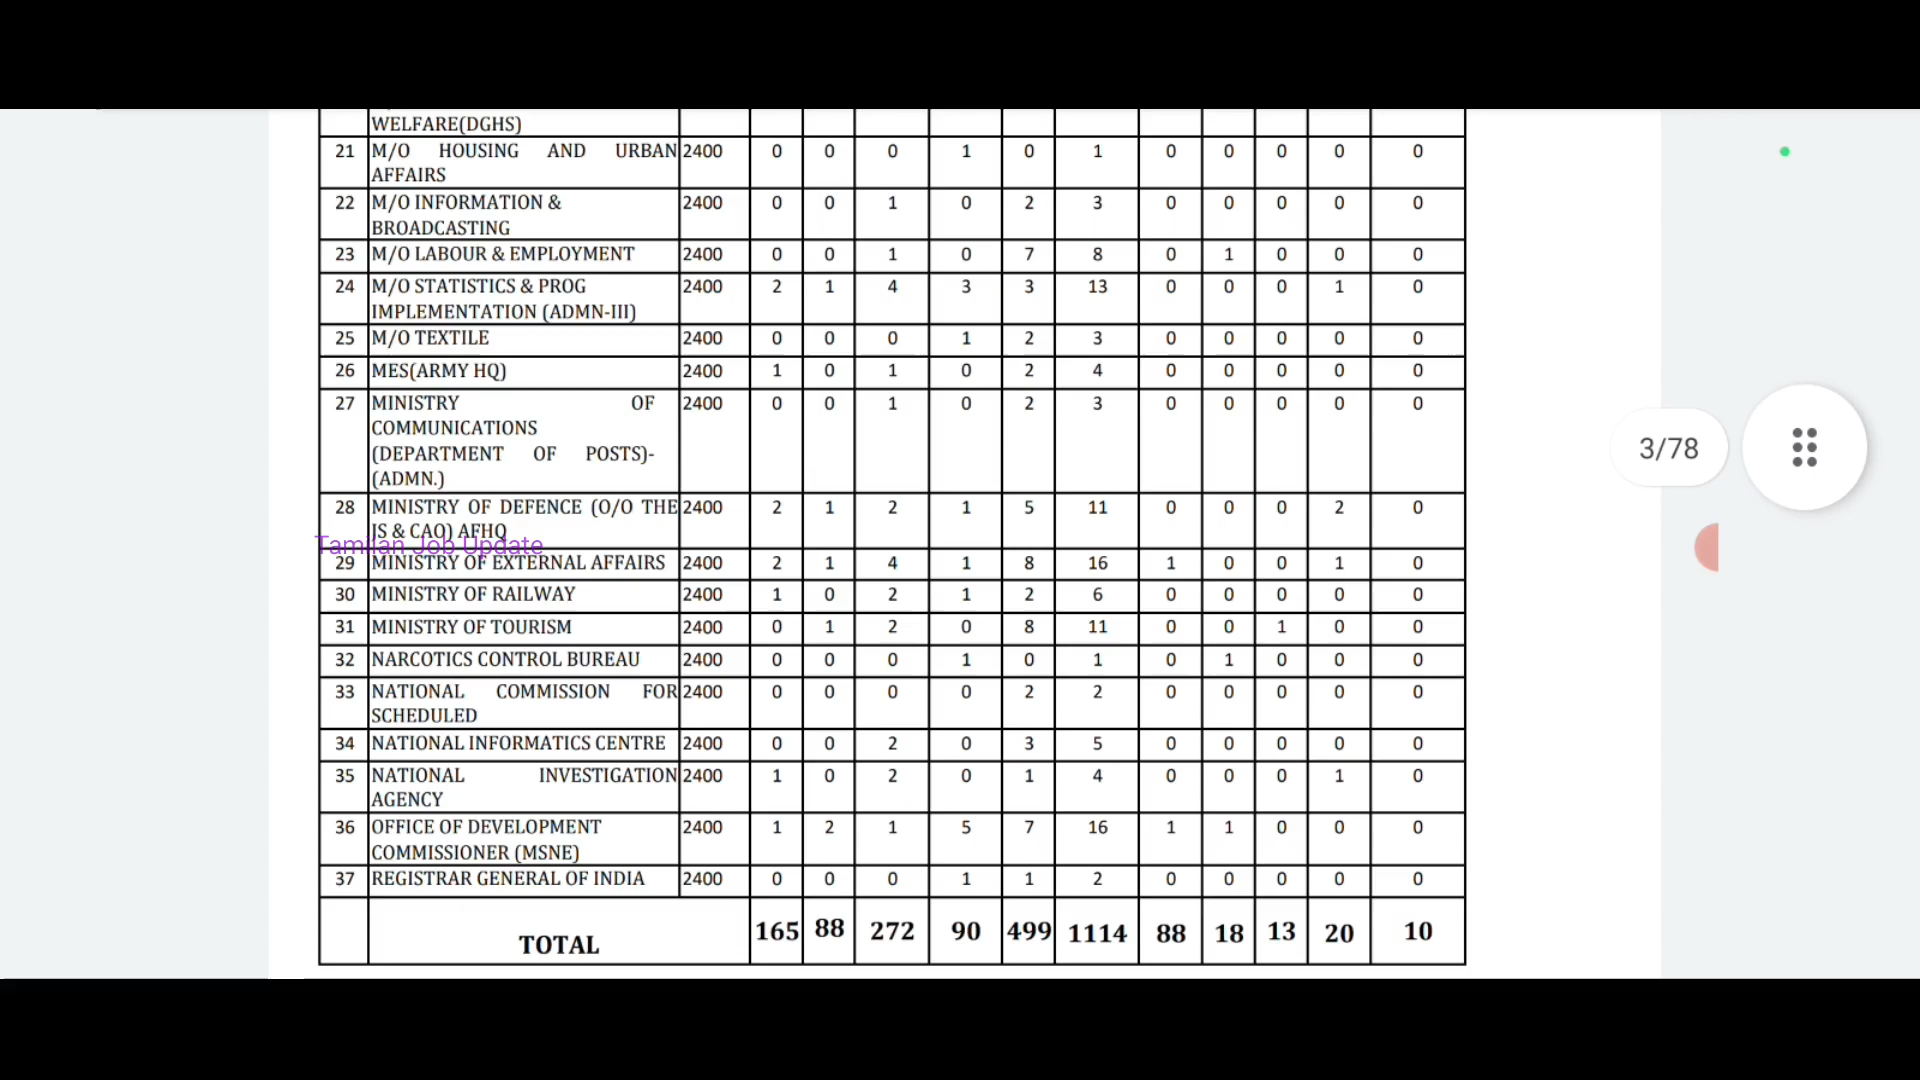 WELFARE(DGHS)
21 M/O HOUSING AND URBAN 2400 0 0 0 1 0 1 0 0 0 0 0
AFFAIRS
22 M/O INFORMATION & 2400 0 0 1 0 2 3 0 0 0 0 0
BROADCASTING
23 M/O LABOUR & EMPLOYMENT 2400 0 0 1 0 7 8 0 1 0 0 0
24 M/O STATISTICS & PROG 2400 2 1 4 3 3 13 0 0 0 1 0
IMPLEMENTATION (ADMN-III)
25 M/O TEXTILE 2400 0 0 0 1 2 3 0 0 0 0 0
26 MES(ARMY HQ) 2400 1 0 1 0 2 4 0 0 0 0 0
27 MINISTRY OF 2400 0 0 1 0 2 3 0 0 0 0 0
COMMUNICATIONS
(DEPARTMENT OF POSTS)-
(ADMN.)
3/78
28 MINISTRY OF DEFENCE (O/O THE 2400 2 1 2 1 5 11 0 0 0 2 0
JS & CAO) AFHQ
Tamilan Job Update
29 MINISTRY OF EXTERNAL AFFAIRS 2400 2 1 4 1 8 16 1 0 0 1 0
30 MINISTRY OF RAILWAY 2400 1 0 2 1 2 6 0 0 0 0 0
31 MINISTRY OF TOURISM 2400 0 1 2 0 8 11 0 0 1 0 0
32 NARCOTICS CONTROL BUREAU 2400 0 0 0 1 0 1 0 1 0 0 0
33 NATIONAL COMMISSION FOR 2400 0 0 0 0 2 2 0 0 0 0 0
SCHEDULED
34 NATIONAL INFORMATICS CENTRE 2400 0 0 2 0 3 5 0 0 0 0 0
35 NATIONAL INVESTIGATION 2400 1 0 2 0 1 4 0 0 0 1 0
AGENCY
36 OFFICE OF DEVELOPMENT 2400 1 2 1 5 7 16 1 1 0 0 0
COMMISSIONER (MSNE)
37 REGISTRAR GENERAL OF INDIA 2400 0 0 0 1 1 2 0 0 0 0 0
TOTAL 165 88 272 90 499 1114 88 18 13 20 10